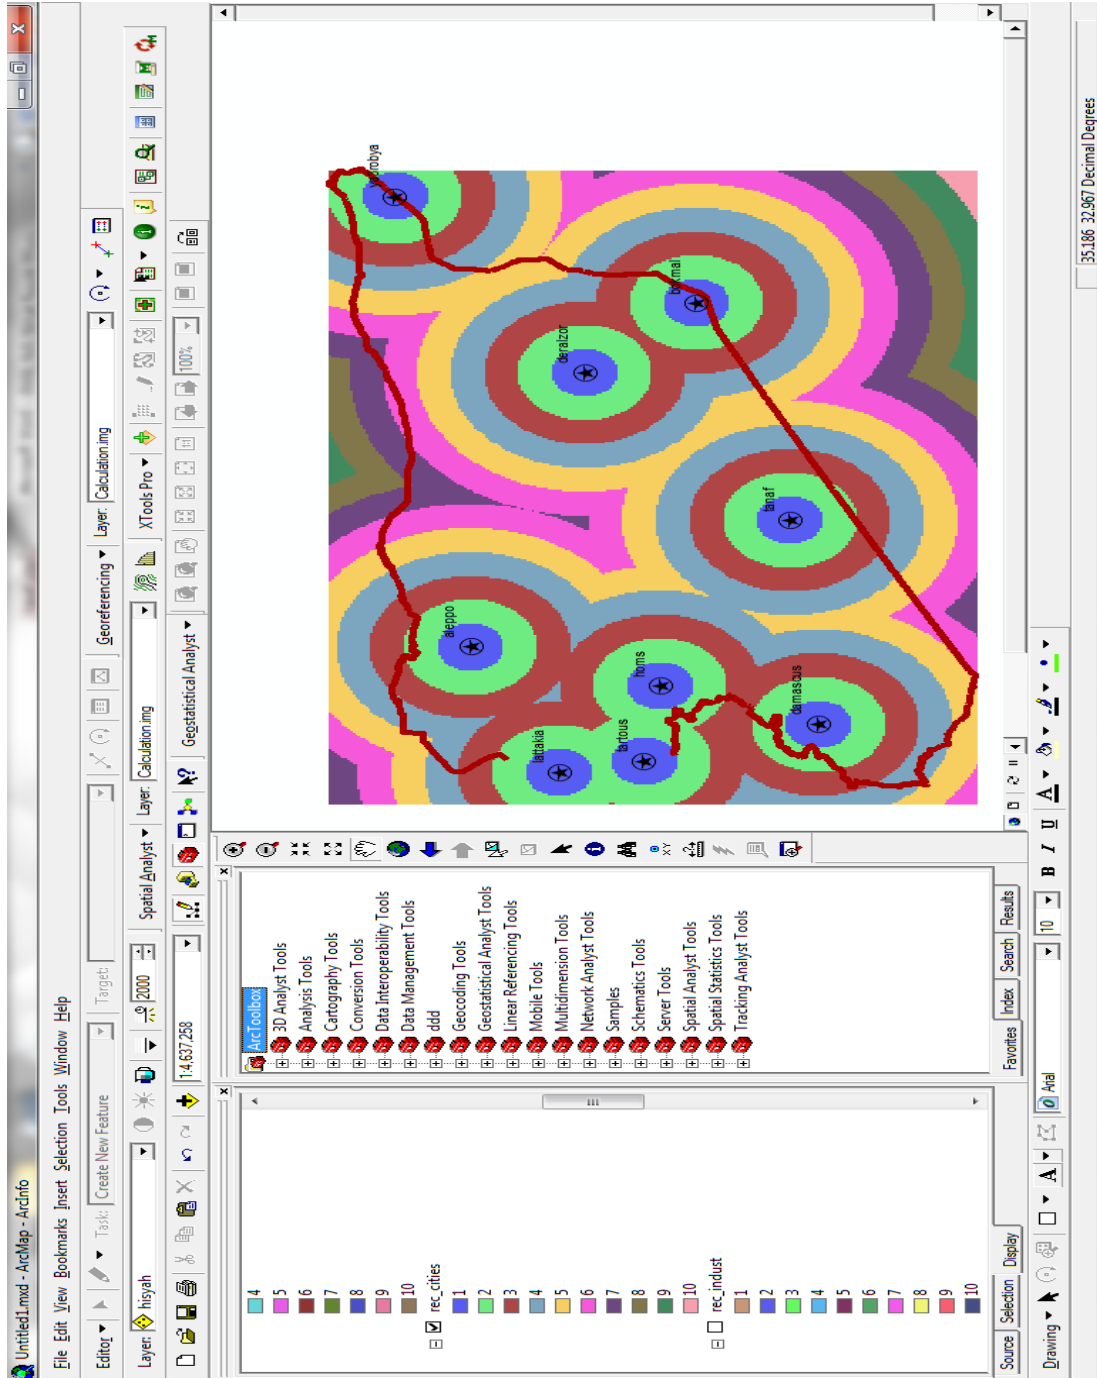 Untitled1.mxd - ArcMap - ArcInfo
File Edit View Bookmarks Insert Selection Tools Window Help
Editor Task: Create New Feature Target: Georeferencing Layer: Calculation.img
Layer: hisyah 2000 Spatial Analyst Layer: Calculation.img XTools Pro
1:4,637,258 Geostatistical Analyst 100%
4
5
6
7
8
9
10
rec_cities
1
2
3
4
5
6
7
8
9
10
rec_indust
1
2
3
4
5
6
7
8
9
10
Source Selection Display
ArcToolbox
3D Analyst Tools
Analysis Tools
Cartography Tools
Conversion Tools
Data Interoperability Tools
Data Management Tools
ddd
Geocoding Tools
Geostatistical Analyst Tools
Linear Referencing Tools
Mobile Tools
Multidimension Tools
Network Analyst Tools
Samples
Schematics Tools
Server Tools
Spatial Analyst Tools
Spatial Statistics Tools
Tracking Analyst Tools
Favorites Index Search Results
aleppo
deralzor
lattakia
tartous
homs
bokmal
tanaf
damascus
Drawing A Arial 10 B I U A
35.186 32.967 Decimal Degrees